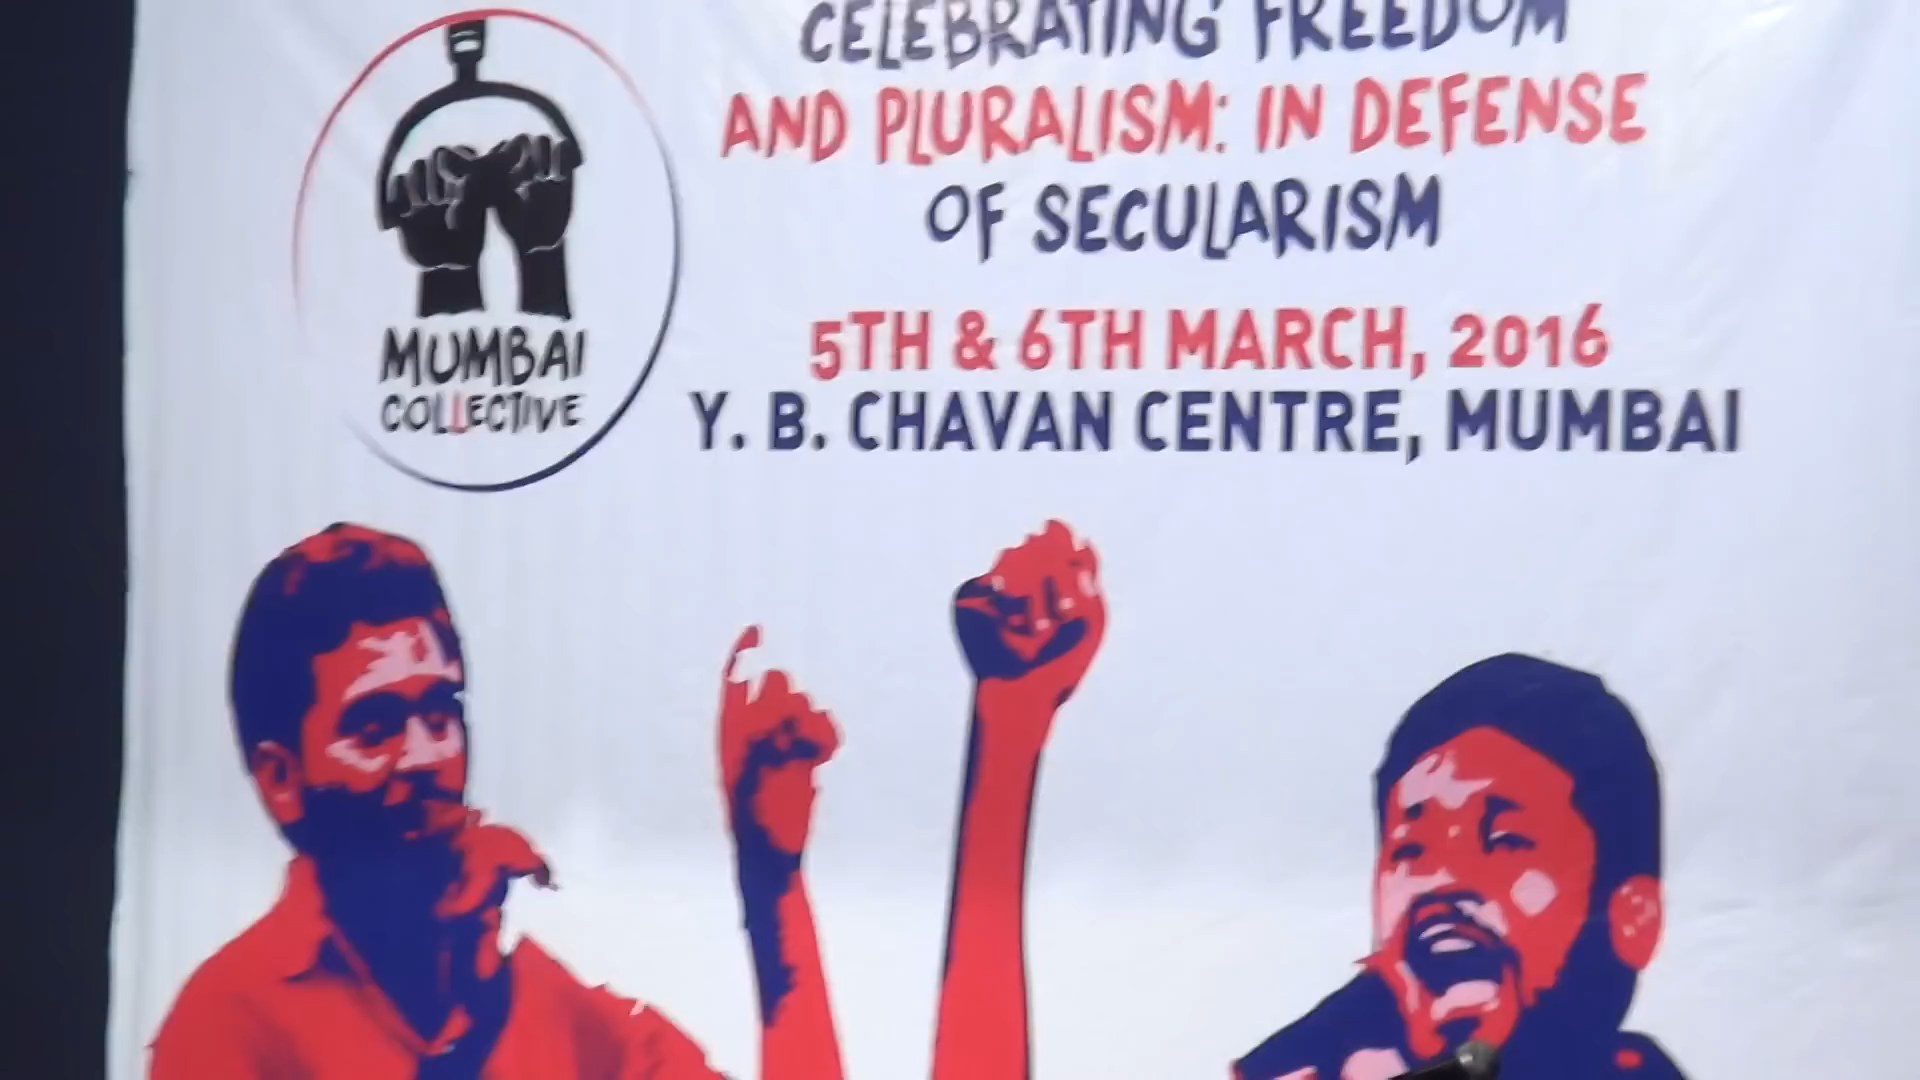 CELEBRATING FREEDOM
AND PLURALISM: IN DEFENSE
OF SECULARISM
5TH & 6TH MARCH, 2016
Y. B. CHAVAN CENTRE, MUMBAI
MUMBAI
COLLECTIVE